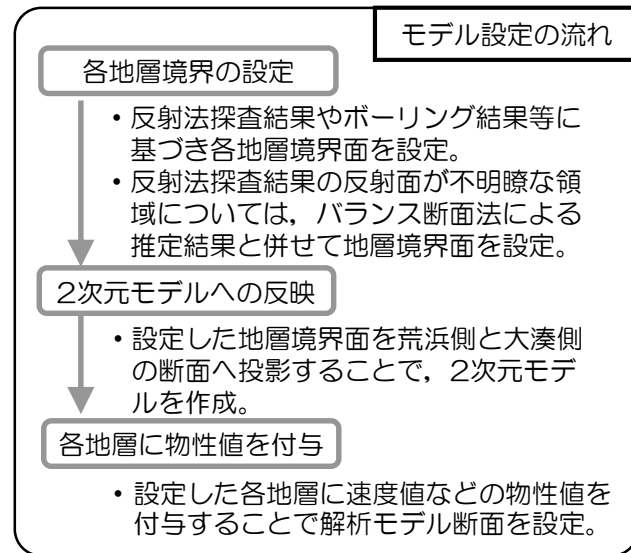 モデル設定の流れ
各地層境界の設定
・反射法探査結果やボーリング結果等に
基づき各地層境界面を設定。
・反射法探査結果の反射面が不明瞭な領
域については，バランス断面法による
推定結果と併せて地層境界面を設定。
2次元モデルへの反映
・設定した地層境界面を荒浜側と大湊側
の断面へ投影することで，2次元モデ
ルを作成。
各地層に物性値を付与
・設定した各地層に速度値などの物性値を
付与することで解析モデル断面を設定。